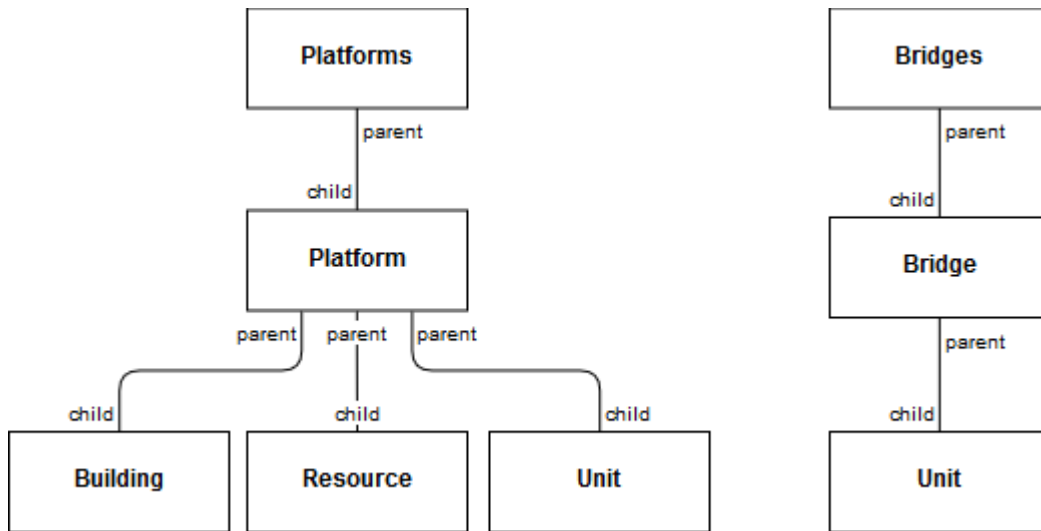 Platforms
Bridges
parent
parent
child
child
Platform
Bridge
parent
parent
parent
parent
child
child
child
child
Building
Resource
Unit
Unit